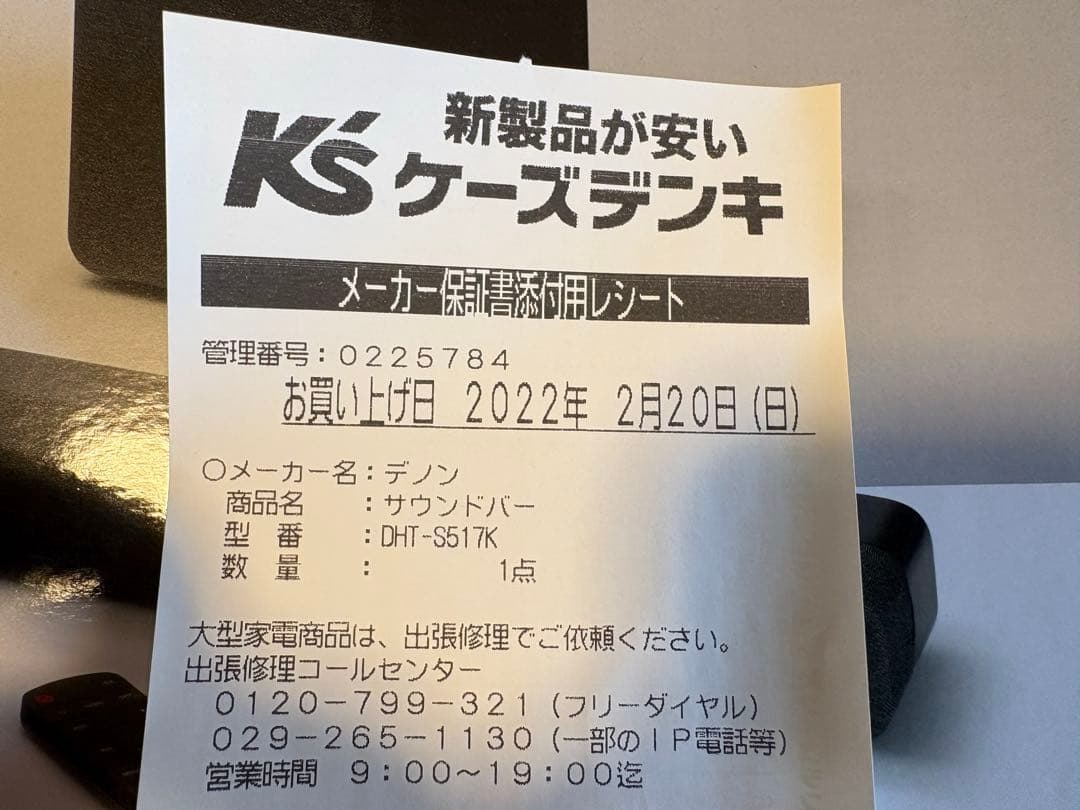 新製品が安い
K's ケーズデンキ
メーカー保証書添付用レシート
管理番号：0225784
お買い上げ日 2022年 2月20日（日）
○メーカー名：デノン
商品名 ：サウンドバー
型 番 ：DHT-S517K
数 量 ： 1点
大型家電商品は、出張修理でご依頼ください。
出張修理コールセンター
0120-799-321（フリーダイヤル）
029-265-1130（一部のIP電話等）
営業時間 9：00～19：00迄